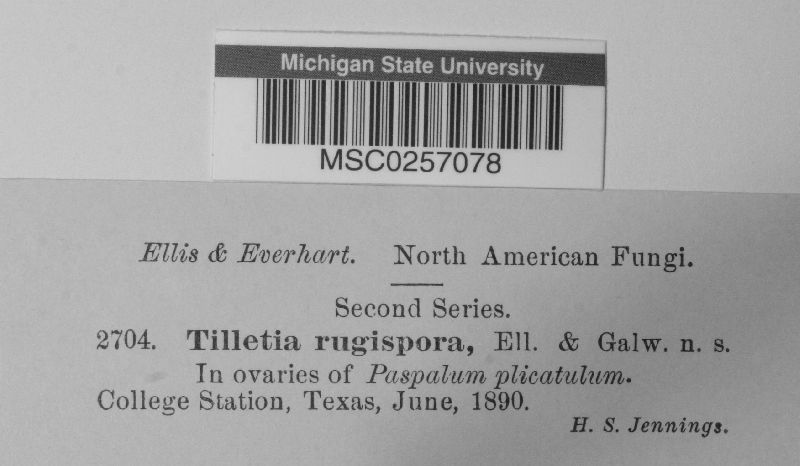 Michigan State University
MSC0257078
Ellis & Everhart. North American Fungi.
Second Series.
2704. Tilletia rugispora, Ell. & Galw. n. s.
In ovaries of Paspalum plicatulum.
College Station, Texas, June, 1890.
H. S. Jennings.